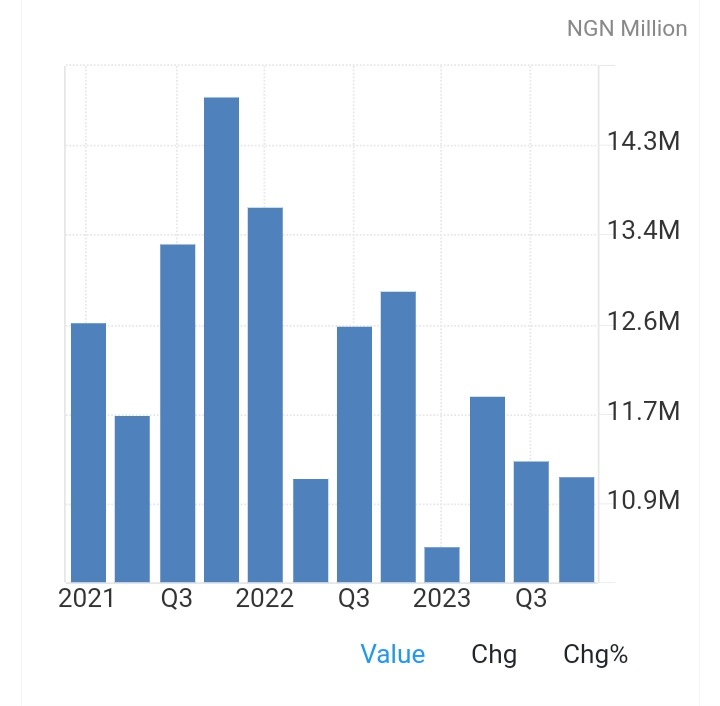 NGN Million
14.3M
13.4M
12.6M
11.7M
10.9M
2021 Q3 2022 Q3 2023 Q3
Value Chg Chg%